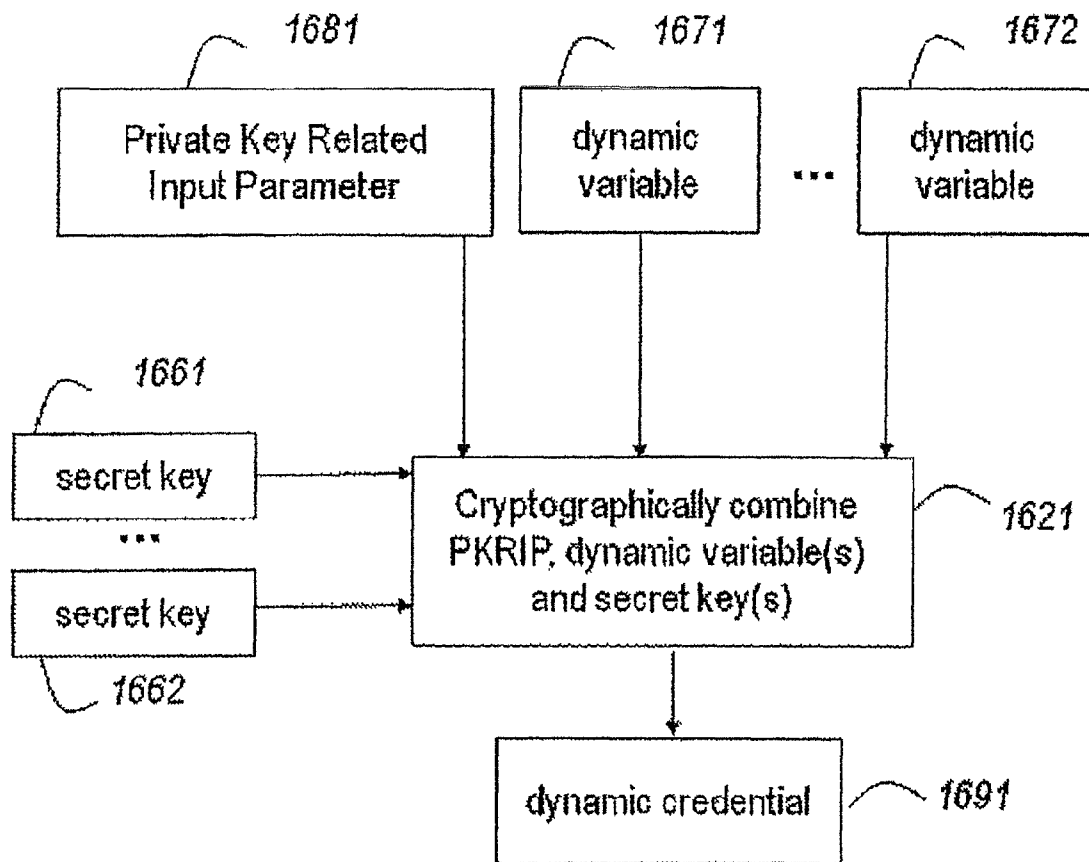 1681
1671
1672
Private Key Related
Input Parameter
dynamic
variable
...
dynamic
variable
1661
secret key
...
secret key
1662
Cryptographically combine
PKRIP, dynamic variable(s)
and secret key(s)
1621
dynamic credential
1691